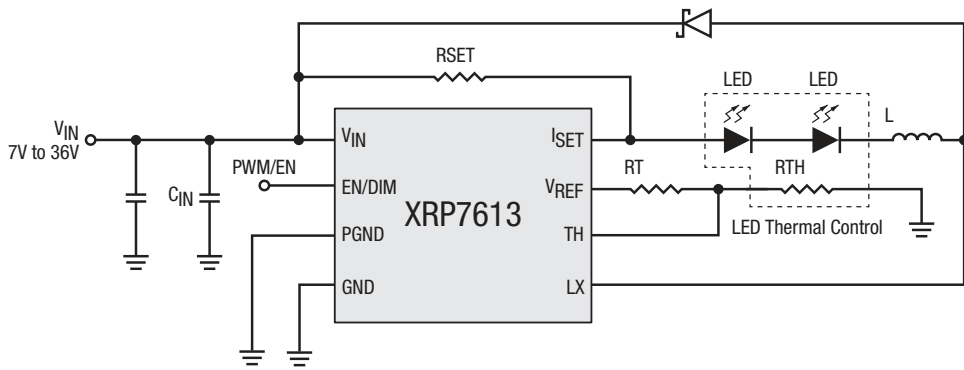 RSET
LED LED
L
VIN
7V to 36V
VIN
ISET
PWM/EN
RT
RTH
CIN
EN/DIM
VREF
XRP7613
PGND
TH
LED Thermal Control
GND
LX